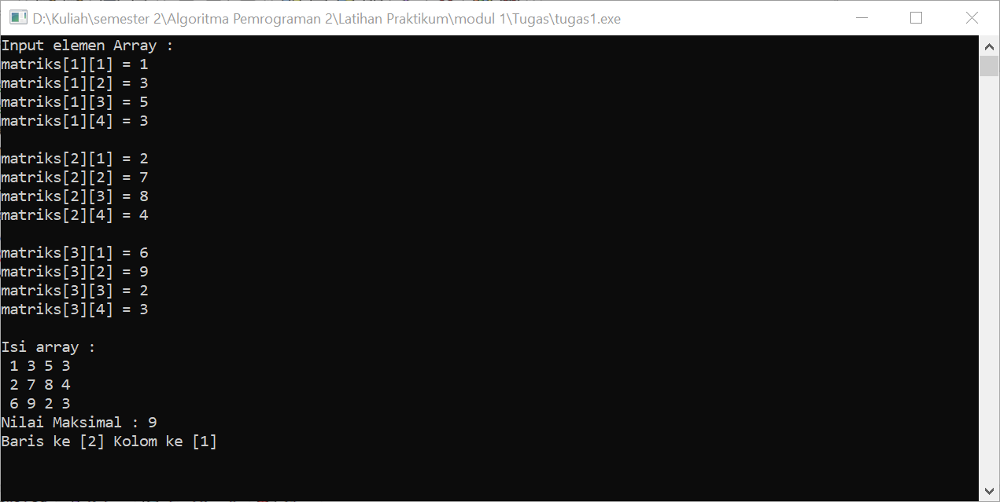 D:\Kuliah\semester 2\Algoritma Pemrograman 2\Latihan Praktikum\modul 1\Tugas\tugas1.exe
Input elemen Array :
matriks[1][1] = 1
matriks[1][2] = 3
matriks[1][3] = 5
matriks[1][4] = 3
matriks[2][1] = 2
matriks[2][2] = 7
matriks[2][3] = 8
matriks[2][4] = 4
matriks[3][1] = 6
matriks[3][2] = 9
matriks[3][3] = 2
matriks[3][4] = 3
Isi array :
1 3 5 3
2 7 8 4
6 9 2 3
Nilai Maksimal : 9
Baris ke [2] Kolom ke [1]